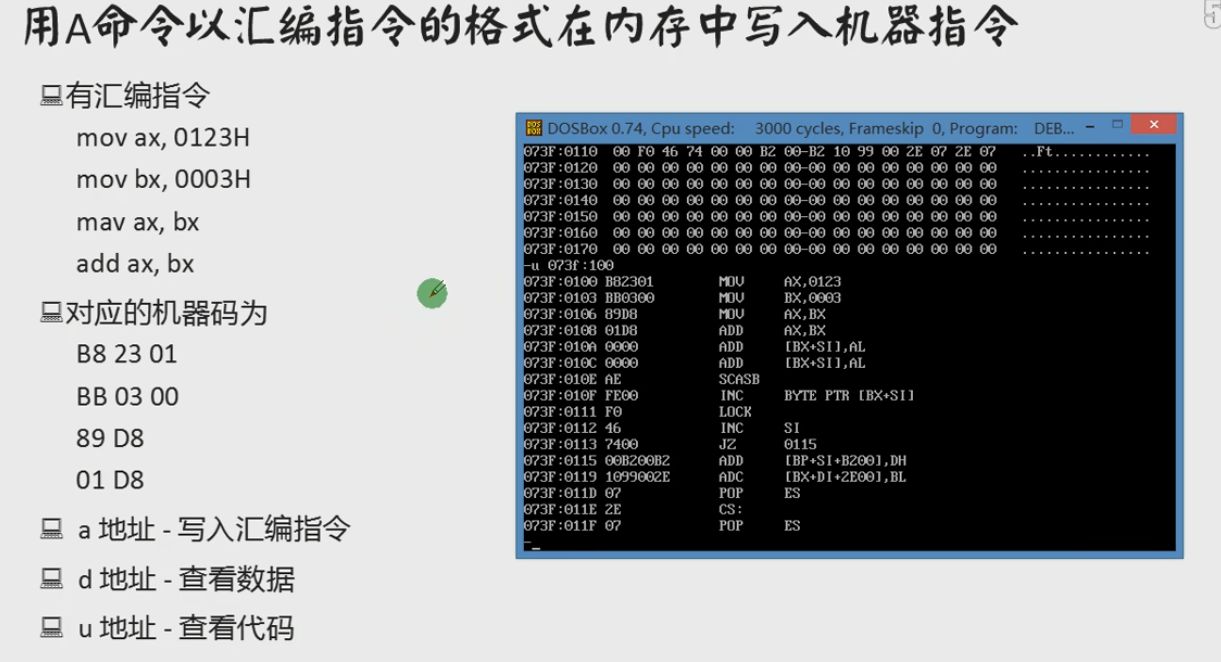 用A命令以汇编指令的格式在内存中写入机器指令
5
有汇编指令
mov ax, 0123H
mov bx, 0003H
mav ax, bx
add ax, bx
对应的机器码为
B8 23 01
BB 03 00
89 D8
01 D8
a 地址 - 写入汇编指令
d 地址 - 查看数据
u 地址 - 查看代码
DOSBox 0.74, Cpu speed: 3000 cycles, Frameskip 0, Program: DEB...
073F:0110 00 F0 46 74 00 00 B2 00-B2 10 99 00 2E 07 2E 07 ..Ft............
073F:0120 00 00 00 00 00 00 00 00-00 00 00 00 00 00 00 00 ................
073F:0130 00 00 00 00 00 00 00 00-00 00 00 00 00 00 00 00 ................
073F:0140 00 00 00 00 00 00 00 00-00 00 00 00 00 00 00 00 ................
073F:0150 00 00 00 00 00 00 00 00-00 00 00 00 00 00 00 00 ................
073F:0160 00 00 00 00 00 00 00 00-00 00 00 00 00 00 00 00 ................
073F:0170 00 00 00 00 00 00 00 00-00 00 00 00 00 00 00 00 ................
-u 073f:100
073F:0100 B82301 MOV AX,0123
073F:0103 BB0300 MOV BX,0003
073F:0106 89D8 MOV AX,BX
073F:0108 01D8 ADD AX,BX
073F:010A 0000 ADD [BX+SI],AL
073F:010C 0000 ADD [BX+SI],AL
073F:010E AE SCASB
073F:010F FE00 INC BYTE PTR [BX+SI]
073F:0111 F0 LOCK
073F:0112 46 INC SI
073F:0113 7400 JZ 0115
073F:0115 00B200B2 ADD [BP+SI+B200],DH
073F:0119 1099002E ADC [BX+DI+2E00],BL
073F:011D 07 POP ES
073F:011E 2E CS:
073F:011F 07 POP ES
-_